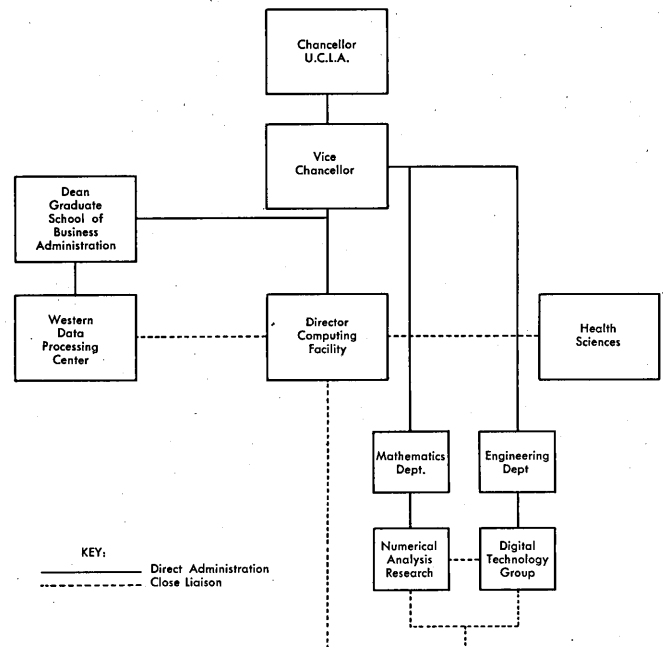 Chancellor
U.C.L.A.
Vice
Chancellor
Dean
Graduate
School of
Business
Administration
Western
Data
Processing
Center
Director
Computing
Facility
Health
Sciences
Mathematics
Dept.
Engineering
Dept
Numerical
Analysis
Research
Digital
Technology
Group
KEY:
Direct Administration
Close Liaison